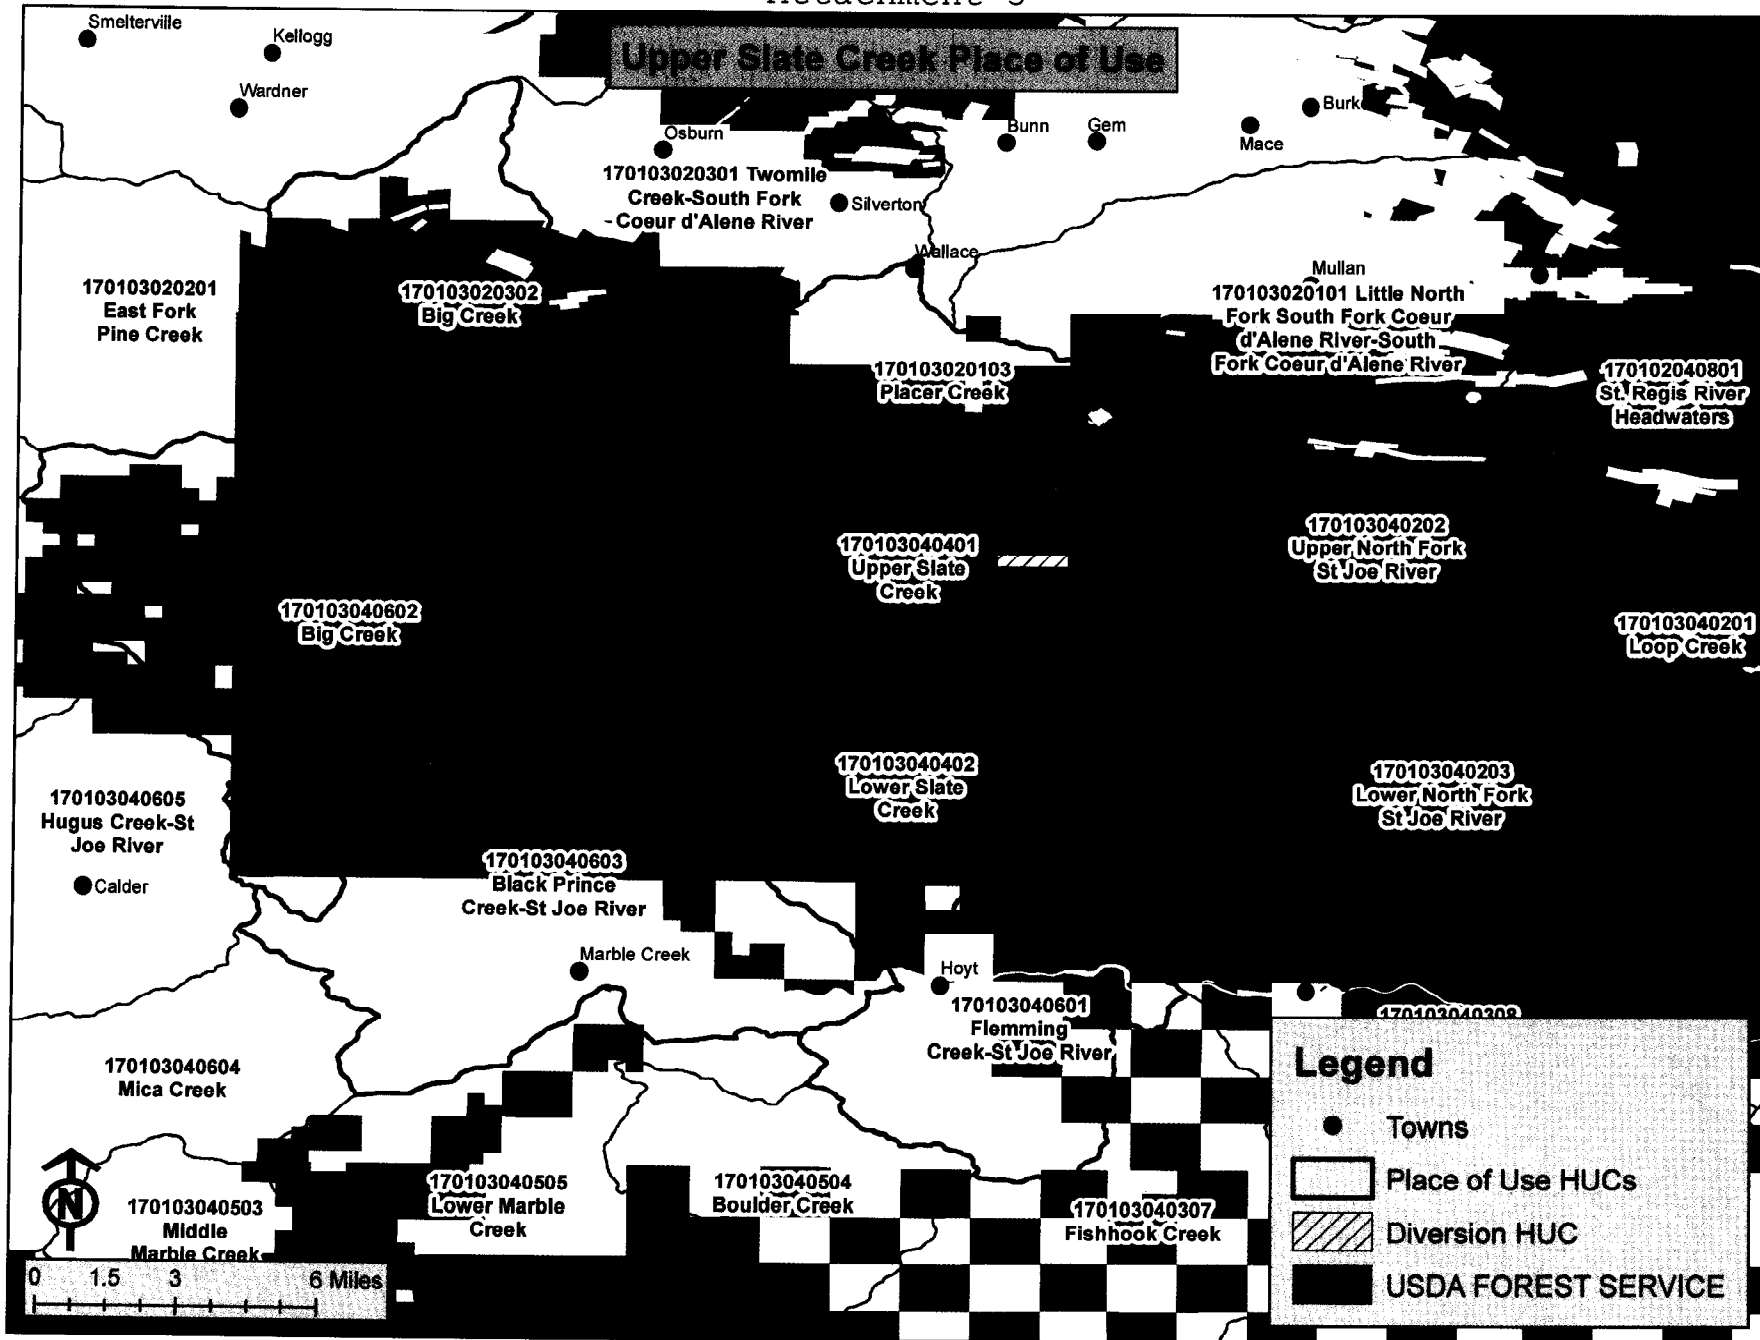 Upper Slate Creek Place of Use
Smelterville
Kellogg
Wardner
Osburn
Bunn
Gem
Burke
Mace
170103020301 Twomile
Creek-South Fork
Coeur d'Alene River
Silverton
Wallace
Mullan
170103020201
East Fork
Pine Creek
170103020302
Big Creek
170103020101 Little North
Fork South Fork Coeur
d'Alene River-South
Fork Coeur d'Alene River
170103020103
Placer Creek
170102040801
St. Regis River
Headwaters
170103040401
Upper Slate
Creek
170103040202
Upper North Fork
St Joe River
170103040602
Big Creek
170103040201
Loop Creek
170103040402
Lower Slate
Creek
170103040203
Lower North Fork
St Joe River
170103040605
Hugus Creek-St
Joe River
Calder
170103040603
Black Prince
Creek-St Joe River
Marble Creek
Hoyt
170103040601
Flemming
Creek-St Joe River
170103040308
170103040604
Mica Creek
170103040503
Middle
Marble Creek
170103040505
Lower Marble
Creek
170103040504
Boulder Creek
170103040307
Fishhook Creek
N
0 1.5 3 6 Miles
Legend
Towns
Place of Use HUCs
Diversion HUC
USDA FOREST SERVICE